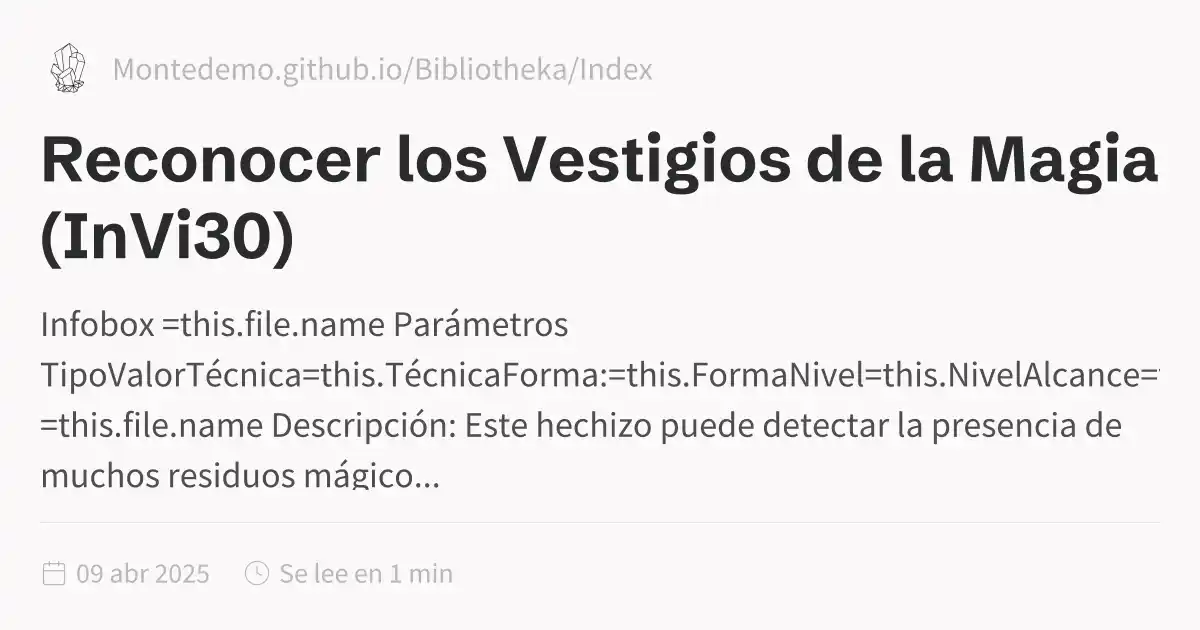 Montedemo.github.io/Bibliotheka/Index
Reconocer los Vestigios de la Magia
(InVi30)
Infobox =this.file.name Parámetros
TipoValorTécnica=this.TécnicaForma:=this.FormaNivel=this.NivelAlcance=
=this.file.name Descripción: Este hechizo puede detectar la presencia de
muchos residuos mágico...
09 abr 2025
Se lee en 1 min